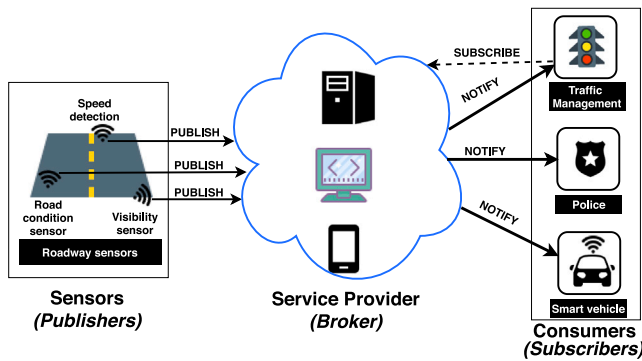 Speed
detection
Road
condition
sensor
Visibility
sensor
Roadway sensors
Sensors
(Publishers)
PUBLISH
PUBLISH
PUBLISH
Service Provider
(Broker)
SUBSCRIBE
NOTIFY
NOTIFY
NOTIFY
Traffic
Management
Police
Smart vehicle
Consumers
(Subscribers)